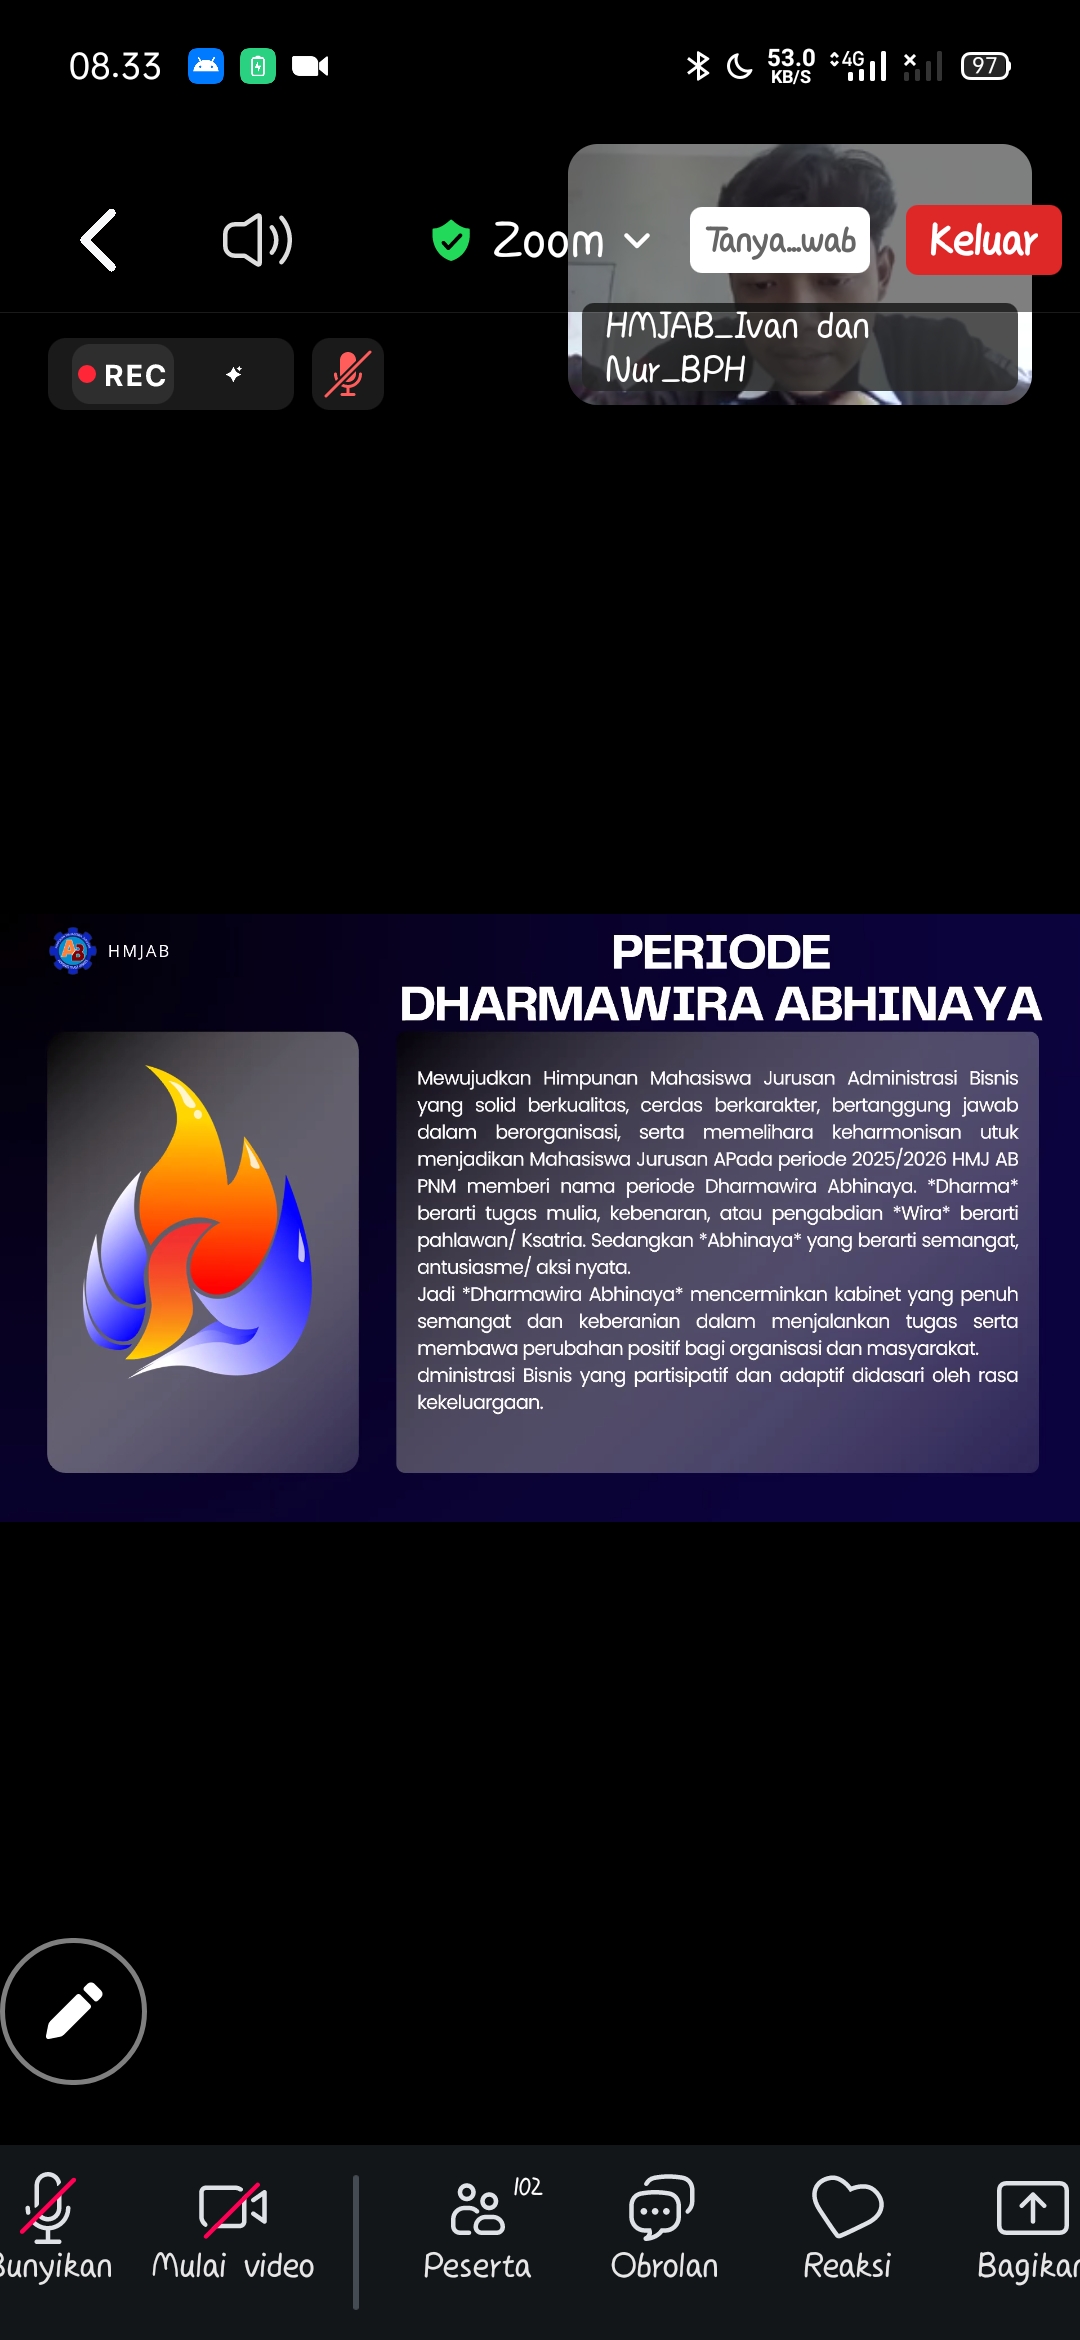 08.33
53.0
KB/S
4G
97
Zoom
Tanya...wab
Keluar
HMJAB_Ivan dan
Nur_BPH
REC
HMJAB
PERIODE
DHARMAWIRA ABHINAYA
Mewujudkan Himpunan Mahasiswa Jurusan Administrasi Bisnis
yang solid berkualitas, cerdas berkarakter, bertanggung jawab
dalam berorganisasi, serta memelihara keharmonisan utuk
menjadikan Mahasiswa Jurusan APada periode 2025/2026 HMJ AB
PNM memberi nama periode Dharmawira Abhinaya. *Dharma*
berarti tugas mulia, kebenaran, atau pengabdian *Wira* berarti
pahlawan/ Ksatria. Sedangkan *Abhinaya* yang berarti semangat,
antusiasme/ aksi nyata.
Jadi *Dharmawira Abhinaya* mencerminkan kabinet yang penuh
semangat dan keberanian dalam menjalankan tugas serta
membawa perubahan positif bagi organisasi dan masyarakat.
dministrasi Bisnis yang partisipatif dan adaptif didasari oleh rasa
kekeluargaan.
102
Bunyikan
Mulai video
Peserta
Obrolan
Reaksi
Bagikan